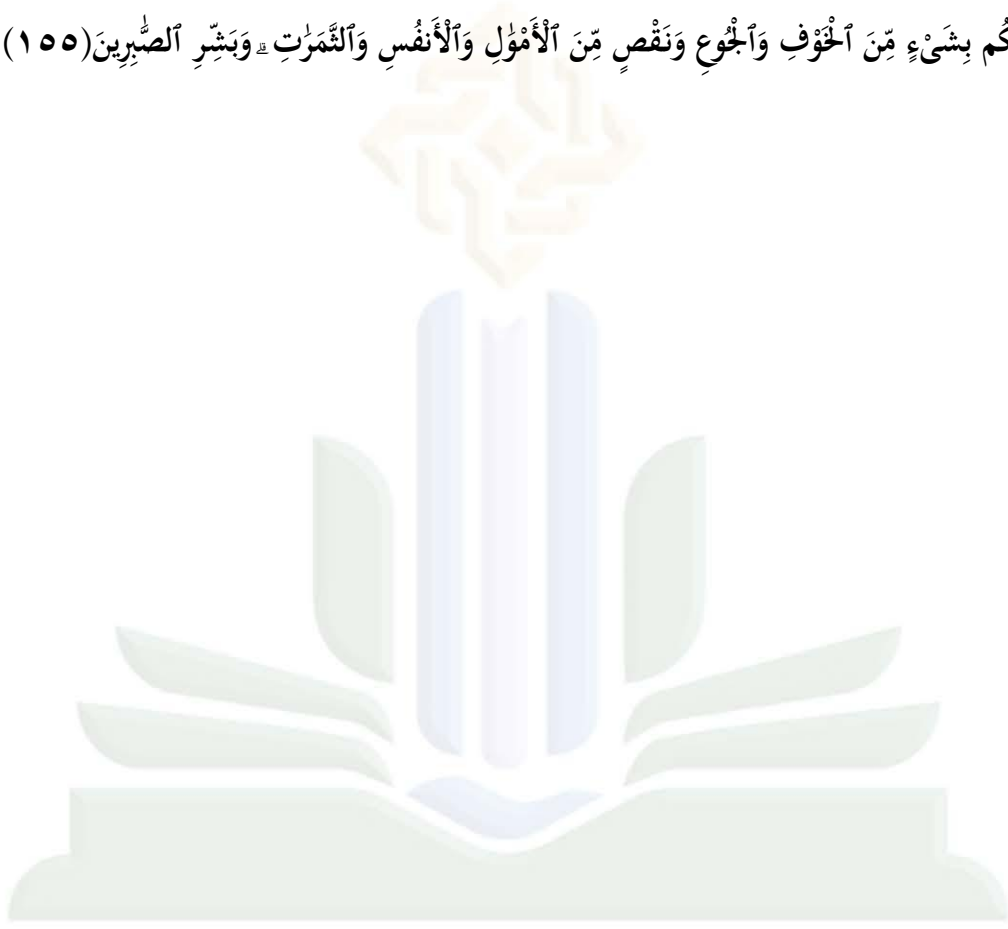 كُم بِشَىْءٍ مِّنَ ٱلْخَوْفِ وَٱلْجُوعِ وَنَقْصٍ مِّنَ ٱلْأَمْوَٰلِ وَٱلْأَنفُسِ وَٱلثَّمَرَٰتِ ۗ وَبَشِّرِ ٱلصَّٰبِرِينَ(١٥٥)